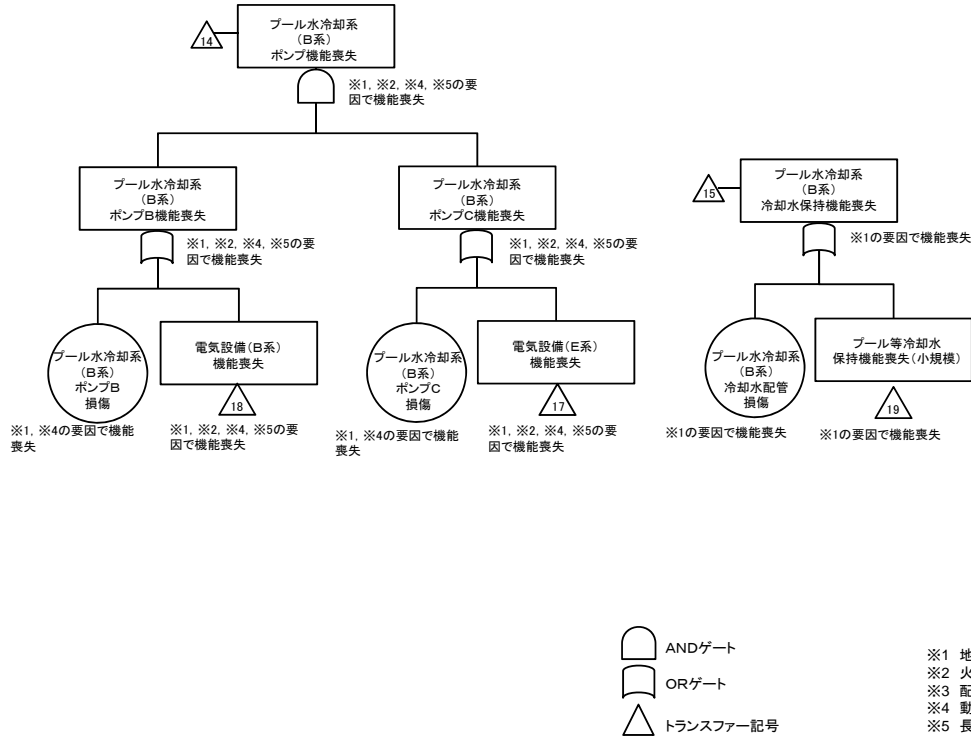 プール水冷却系
(B系)
ポンプ機能喪失
14
※1, ※2, ※4, ※5の要
因で機能喪失
プール水冷却系
(B系)
ポンプB機能喪失
※1, ※2, ※4, ※5の要
因で機能喪失
プール水冷却系
(B系)
ポンプC機能喪失
※1, ※2, ※4, ※5の要
因で機能喪失
プール水冷却系
(B系)
冷却水保持機能喪失
15
※1の要因で機能喪失
プール水冷却系
(B系)
ポンプB
損傷
※1, ※4の要因で機能
喪失
電気設備(B系)
機能喪失
18
※1, ※2, ※4, ※5の要
因で機能喪失
プール水冷却系
(B系)
ポンプC
損傷
※1, ※4の要因で機能
喪失
電気設備(E系)
機能喪失
17
※1, ※2, ※4, ※5の要
因で機能喪失
プール水冷却系
(B系)
冷却水配管
損傷
※1の要因で機能喪失
プール等冷却水
保持機能喪失(小規模)
19
※1の要因で機能喪失
ANDゲート
ORゲート
トランスファー記号
※1 地
※2 火
※3 配
※4 動
※5 長